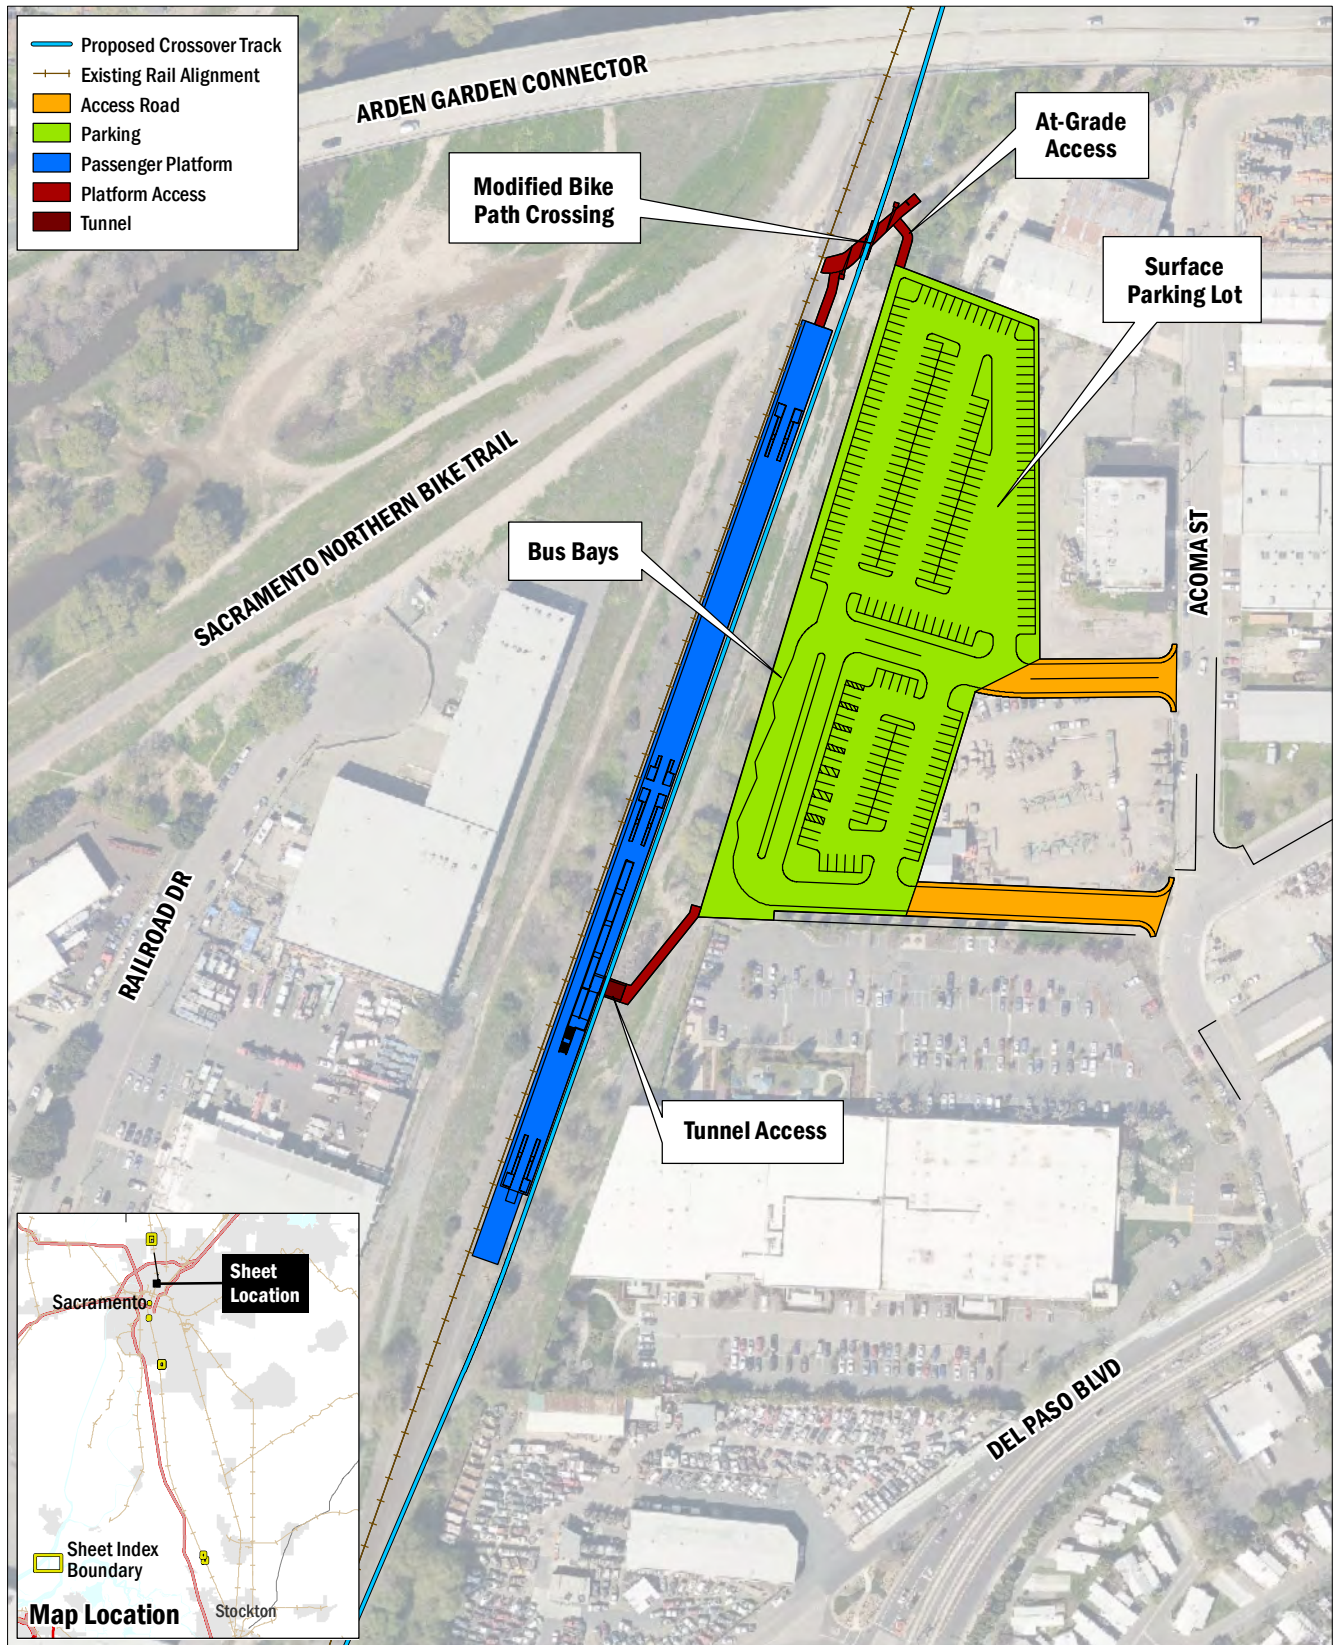 Proposed Crossover Track
Existing Rail Alignment
Access Road
Parking
Passenger Platform
Platform Access
Tunnel
ARDEN GARDEN CONNECTOR
At-Grade
Access
Modified Bike
Path Crossing
Surface
Parking Lot
SACRAMENTO NORTHERN BIKE TRAIL
Bus Bays
ACOMA ST
RAILROAD DR
Tunnel Access
DEL PASO BLVD
Sheet
Location
Sacramento
Sheet Index
Boundary
Map Location
Stockton